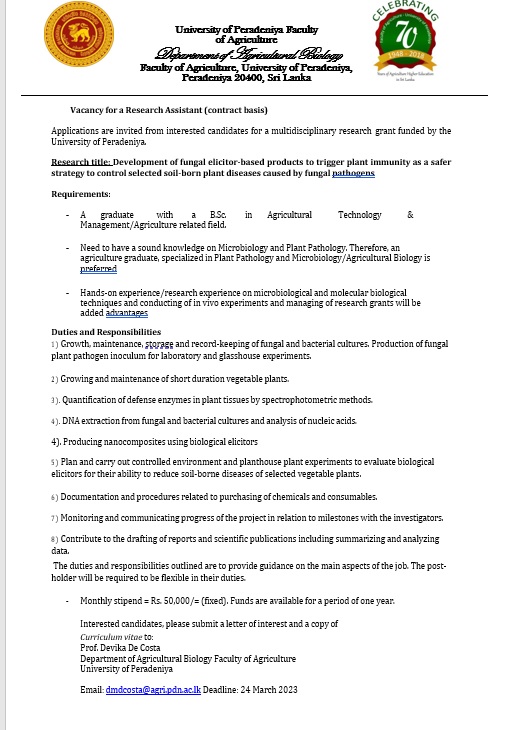 CELEBRATING
70
1948 - 2018
Years of Agriculture Higher Education
in Sri Lanka
University of Peradeniya Faculty
of Agriculture
Department of Agricultural Biology
Faculty of Agriculture, University of Peradeniya,
Peradeniya 20400, Sri Lanka
Vacancy for a Research Assistant (contract basis)
Applications are invited from interested candidates for a multidisciplinary research grant funded by the
University of Peradeniya.
Research title: Development of fungal elicitor-based products to trigger plant immunity as a safer
strategy to control selected soil-born plant diseases caused by fungal pathogens
Requirements:
- A graduate with a B.Sc. in Agricultural Technology &
Management/Agriculture related field.
- Need to have a sound knowledge on Microbiology and Plant Pathology. Therefore, an
agriculture graduate, specialized in Plant Pathology and Microbiology/Agricultural Biology is
preferred
- Hands-on experience/research experience on microbiological and molecular biological
techniques and conducting of in vivo experiments and managing of research grants will be
added advantages
Duties and Responsibilities
1) Growth, maintenance, storage and record-keeping of fungal and bacterial cultures. Production of fungal
plant pathogen inoculum for laboratory and glasshouse experiments.
2) Growing and maintenance of short duration vegetable plants.
3). Quantification of defense enzymes in plant tissues by spectrophotometric methods.
4). DNA extraction from fungal and bacterial cultures and analysis of nucleic acids.
4). Producing nanocomposites using biological elicitors
5) Plan and carry out controlled environment and planthouse plant experiments to evaluate biological
elicitors for their ability to reduce soil-borne diseases of selected vegetable plants.
6) Documentation and procedures related to purchasing of chemicals and consumables.
7) Monitoring and communicating progress of the project in relation to milestones with the investigators.
8) Contribute to the drafting of reports and scientific publications including summarizing and analyzing
data.
The duties and responsibilities outlined are to provide guidance on the main aspects of the job. The post-
holder will be required to be flexible in their duties.
- Monthly stipend = Rs. 50,000/= (fixed). Funds are available for a period of one year.
Interested candidates, please submit a letter of interest and a copy of
Curriculum vitae to:
Prof. Devika De Costa
Department of Agricultural Biology Faculty of Agriculture
University of Peradeniya
Email: dmdcosta@agri.pdn.ac.lk Deadline: 24 March 2023